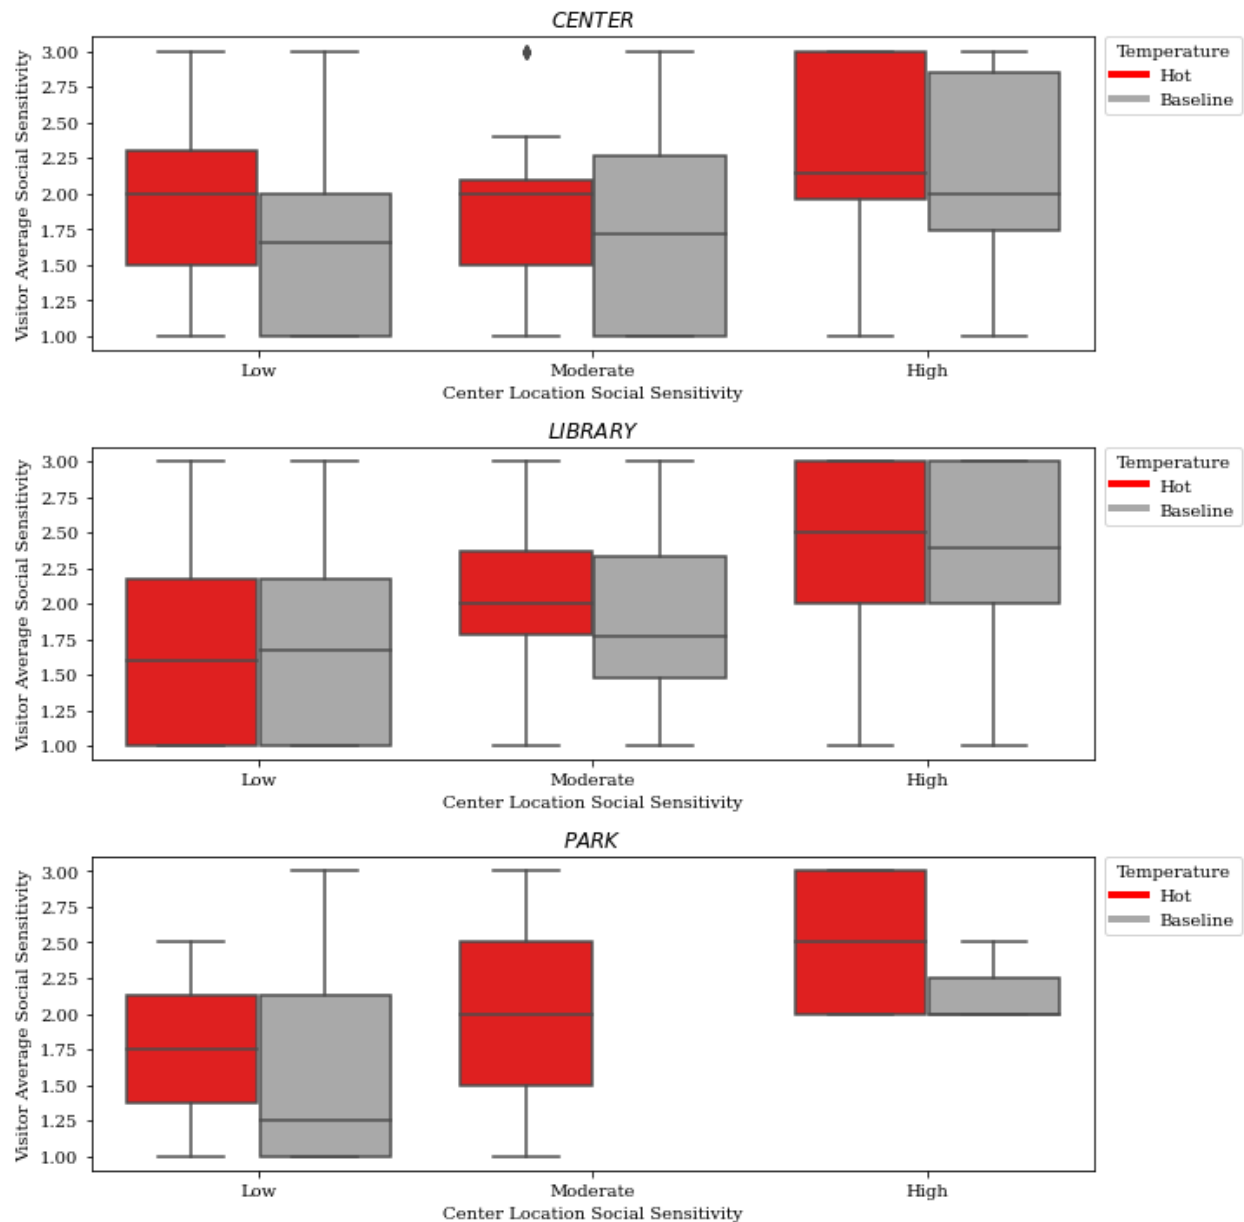 CENTER
Visitor Average Social Sensitivity
3.00
2.75
2.50
2.25
2.00
1.75
1.50
1.25
1.00
Low
Moderate
High
Center Location Social Sensitivity
Temperature
Hot
Baseline
LIBRARY
Visitor Average Social Sensitivity
3.00
2.75
2.50
2.25
2.00
1.75
1.50
1.25
1.00
Low
Moderate
High
Center Location Social Sensitivity
Temperature
Hot
Baseline
PARK
Visitor Average Social Sensitivity
3.00
2.75
2.50
2.25
2.00
1.75
1.50
1.25
1.00
Low
Moderate
High
Center Location Social Sensitivity
Temperature
Hot
Baseline